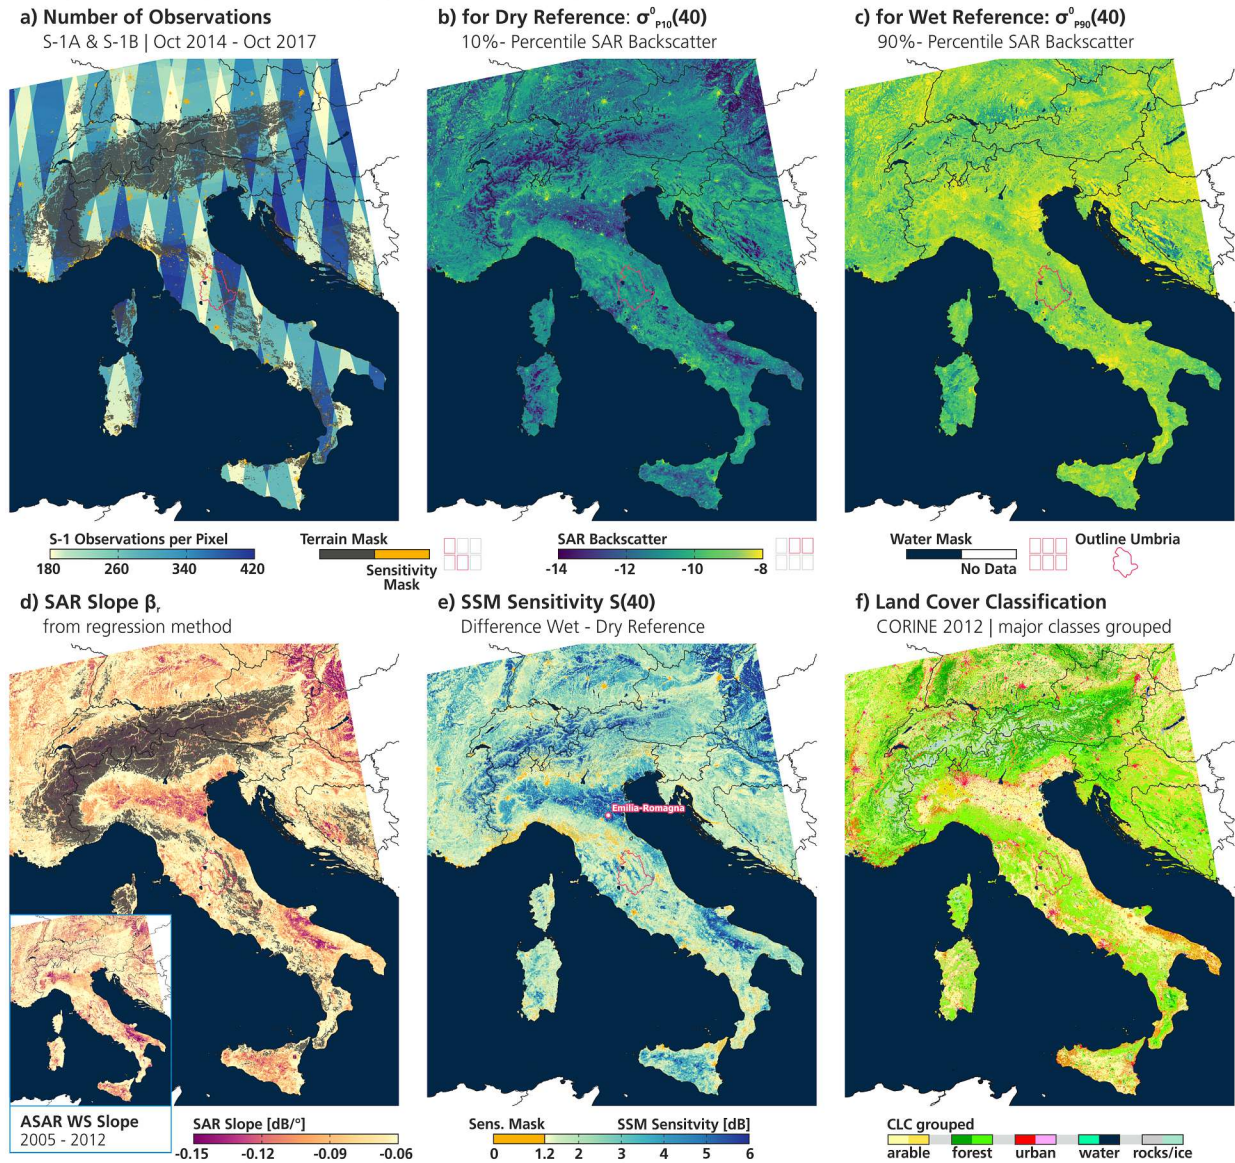 a) Number of Observations
S-1A & S-1B | Oct 2014 - Oct 2017
b) for Dry Reference: σ⁰P10(40)
10%- Percentile SAR Backscatter
c) for Wet Reference: σ⁰P90(40)
90%- Percentile SAR Backscatter
S-1 Observations per Pixel
180 260 340 420
Terrain Mask
Sensitivity
Mask
SAR Backscatter
-14 -12 -10 -8
Water Mask
No Data
Outline Umbria
d) SAR Slope βr
from regression method
e) SSM Sensitivity S(40)
Difference Wet - Dry Reference
f) Land Cover Classification
CORINE 2012 | major classes grouped
Emilia-Romagna
ASAR WS Slope
2005 - 2012
SAR Slope [dB/°]
-0.15 -0.12 -0.09 -0.06
Sens. Mask
SSM Sensitvity [dB]
0 1.2 2 3 4 5 6
CLC grouped
arable forest urban water rocks/ice